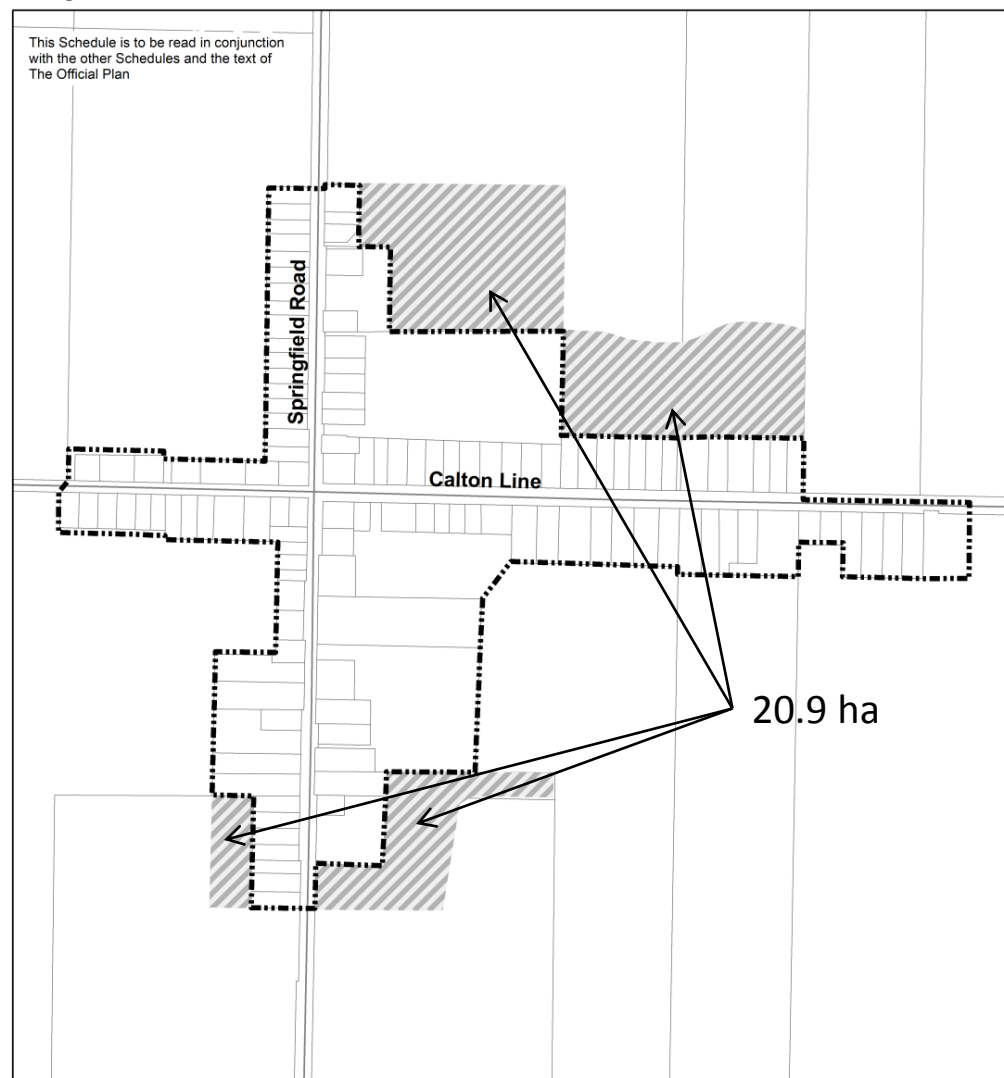 This Schedule is to be read in conjunction
with the other Schedules and the text of
The Official Plan
Springfield Road
Calton Line
20.9 ha